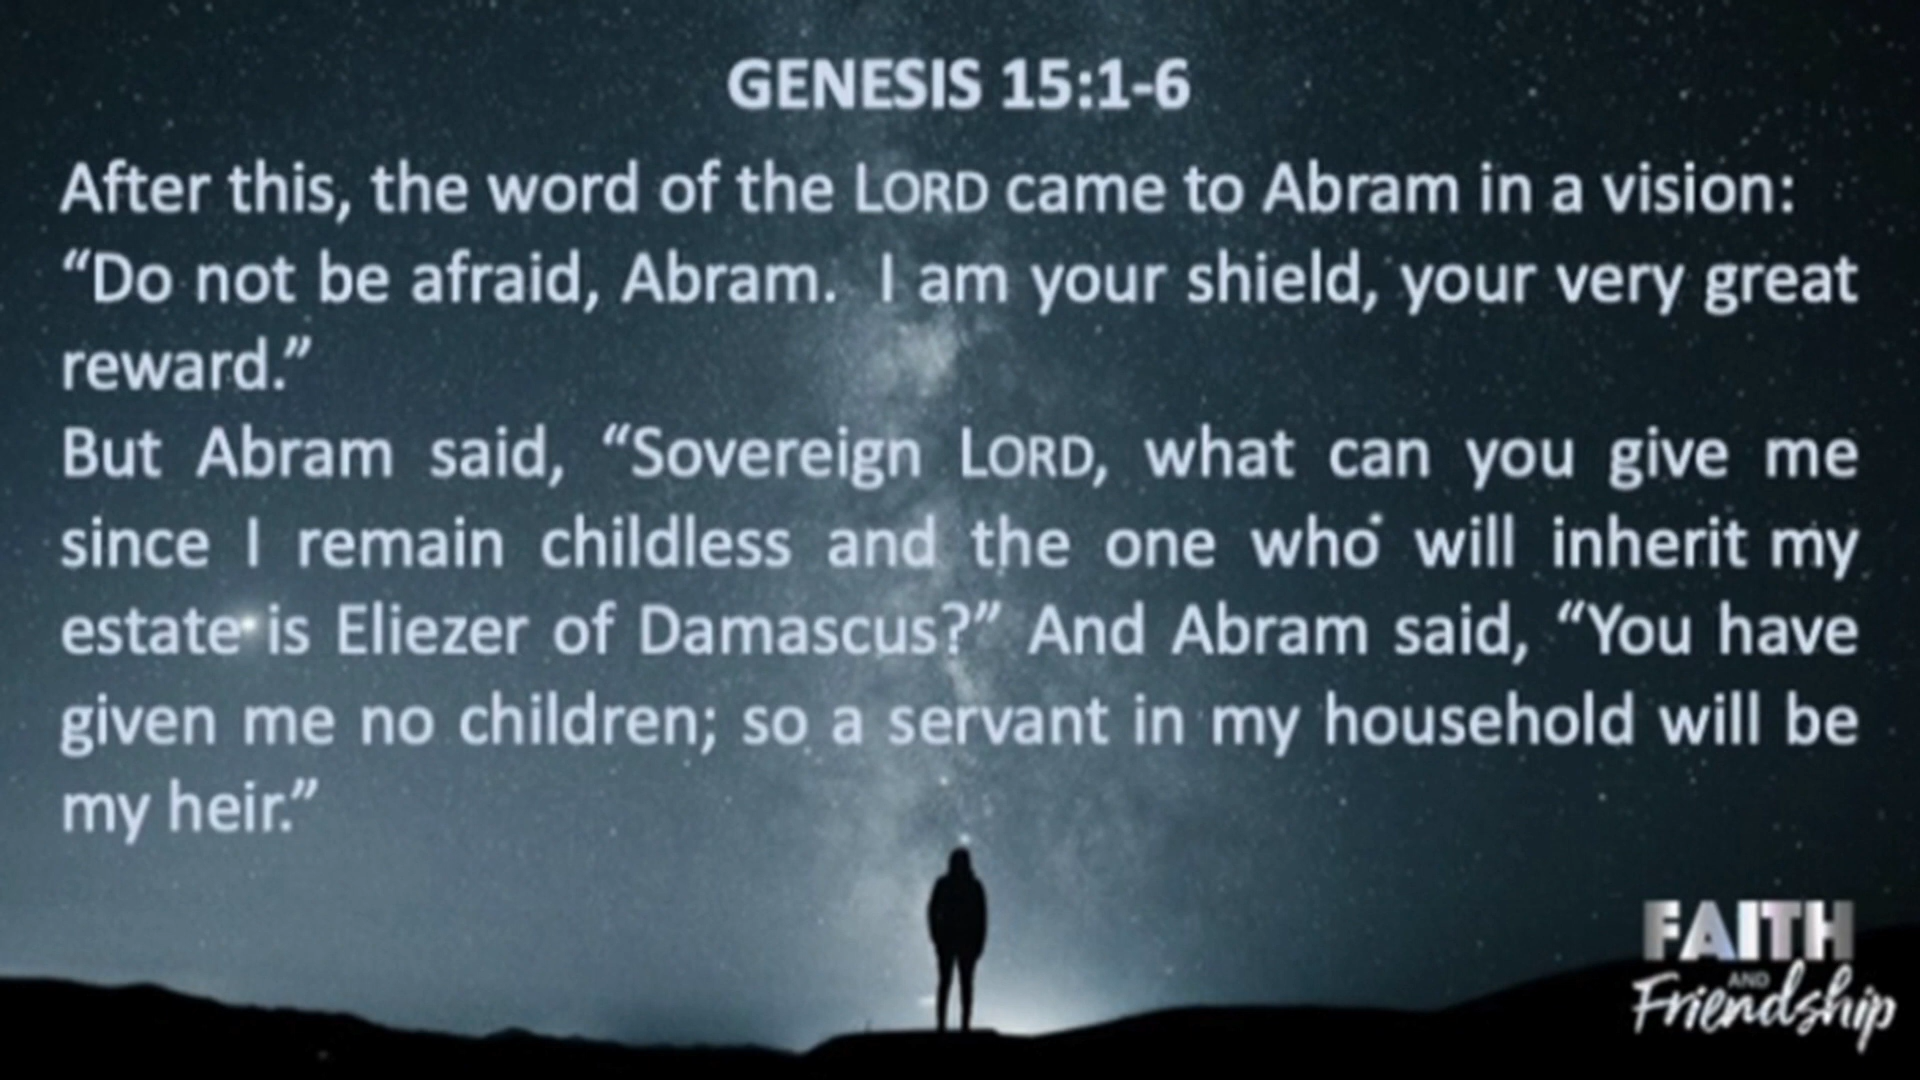 GENESIS 15:1-6
After this, the word of the LORD came to Abram in a vision:
“Do not be afraid, Abram. I am your shield, your very great
reward.”
But Abram said, “Sovereign LORD, what can you give me
since I remain childless and the one who will inherit my
estate is Eliezer of Damascus?” And Abram said, “You have
given me no children; so a servant in my household will be
my heir.”
FAITH
AND
Friendship